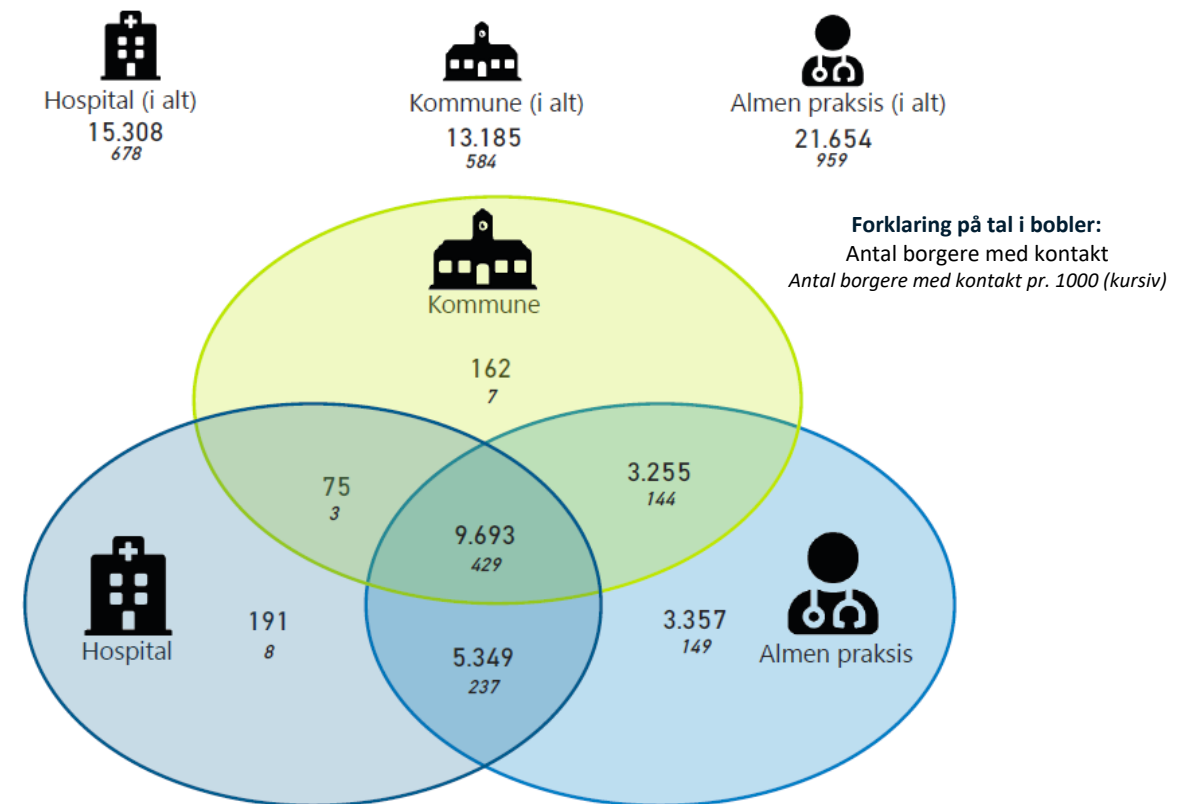 Hospital (i alt)
15.308
678
Kommune (i alt)
13.185
584
Almen praksis (i alt)
21.654
959
Forklaring på tal i bobler:
Antal borgere med kontakt
Antal borgere med kontakt pr. 1000 (kursiv)
Kommune
162
7
75
3
3.255
144
9.693
429
Hospital
191
8
5.349
237
3.357
149
Almen praksis